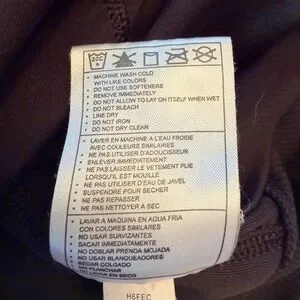 • MACHINE WASH COLD
WITH LIKE COLORS
• DO NOT USE SOFTENERS
REMOVE IMMEDIATELY
• DO NOT ALLOW TO LAY ON ITSELF WHEN WET
• DO NOT BLEACH
• LINE DRY
• DO NOT IRON
• DO NOT DRY CLEAN
• LAVER EN MACHINE A L'EAU FROIDE
AVEC COULEURS SIMILAIRES
• NE PAS UTILISER D'ADOUCISSEUR
ENLEVER IMMEDIATEMENT
• NE PAS LAISSER LE VETEMENT PLIE
LORSQU'IL EST MOUILLE
• NE PAS UTILISER D'EAU DE JAVEL
• SUSPENDRE POUR SECHER
• NE PAS REPASSER
• NE PAS NETTOYER A SEC
• LAVAR A MAQUINA EN AGUA FRIA
CON COLORES SIMILARES
• NO USAR SUAVIZANTES
SACAR INMEDIATAMENTE
• NO DOBLAR PRENDA MOJADA
• NO USAR BLANQUEADORES
SECAR COLGADO
NO PLANCHAR
H6FEC